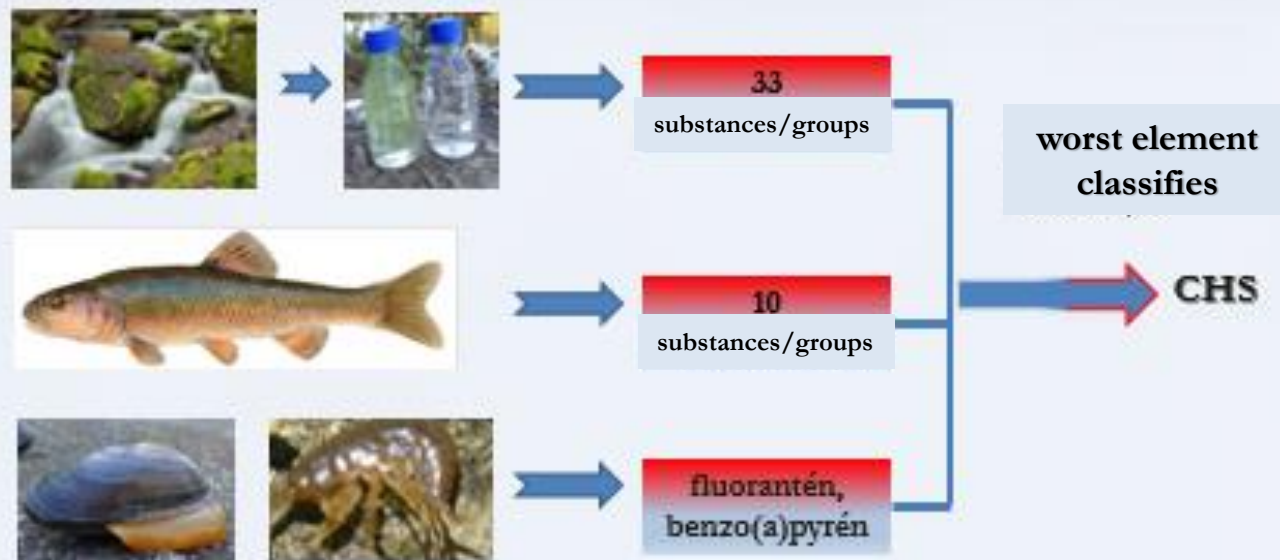 33
substances/groups
worst element
classifies
10
substances/groups
CHS
fluorantén,
benzo(a)pyrén